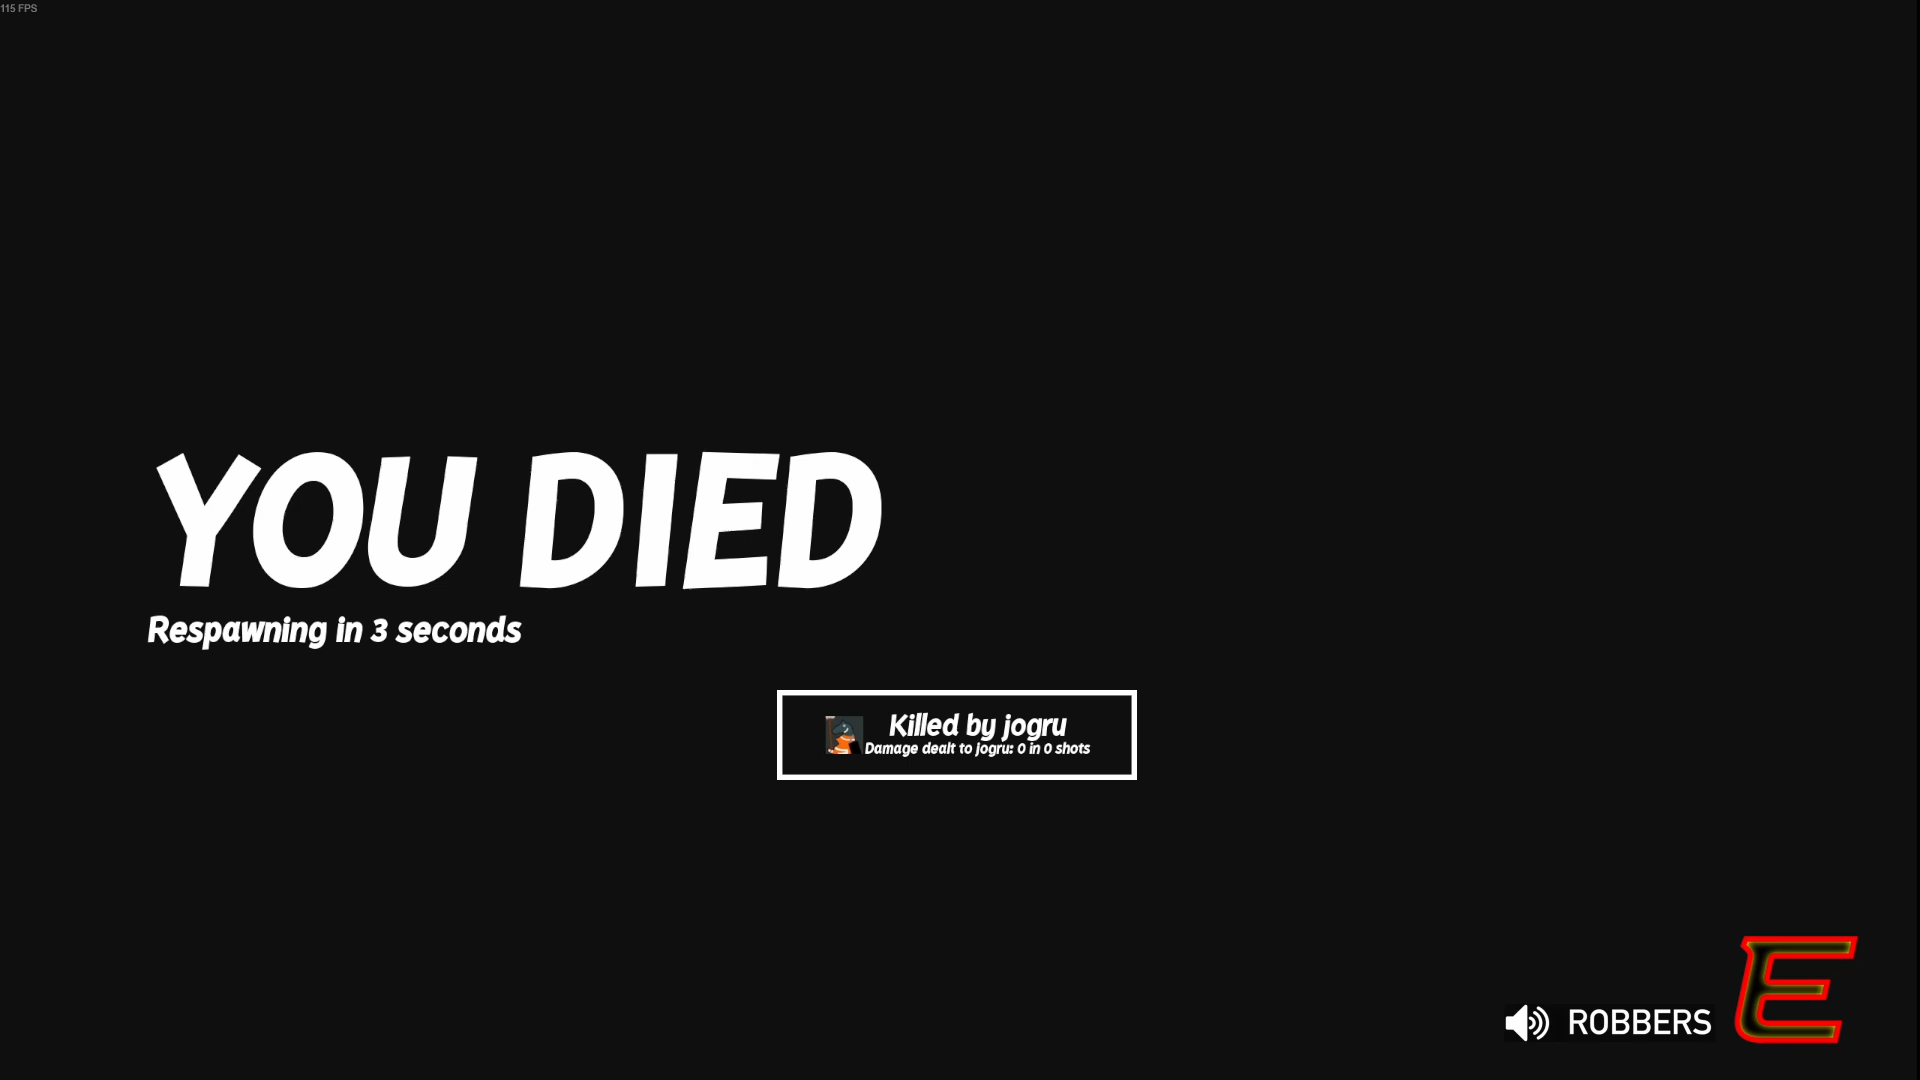 115 FPS
YOU DIED
Respawning in 3 seconds
Killed by jogru
Damage dealt to jogru: 0 in 0 shots
ROBBERS
E